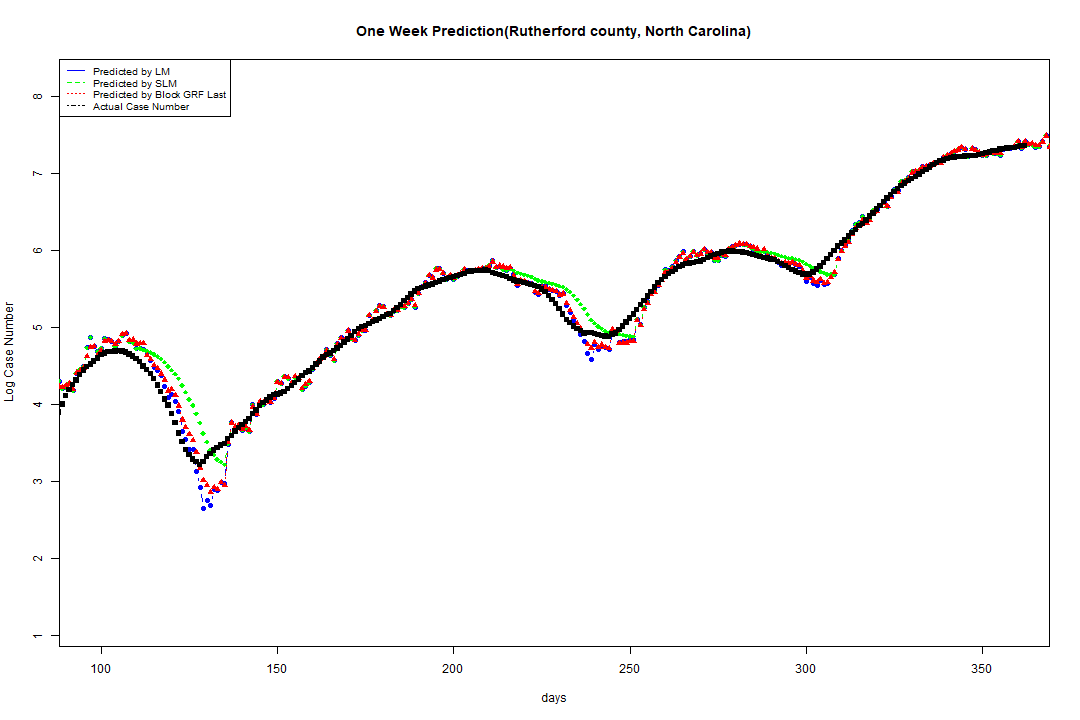 One Week Prediction(Rutherford county, North Carolina)
Predicted by LM
Predicted by SLM
Predicted by Block GRF Last
Actual Case Number
8
7
6
5
4
3
2
1
Log Case Number
100 150 200 250 300 350
days